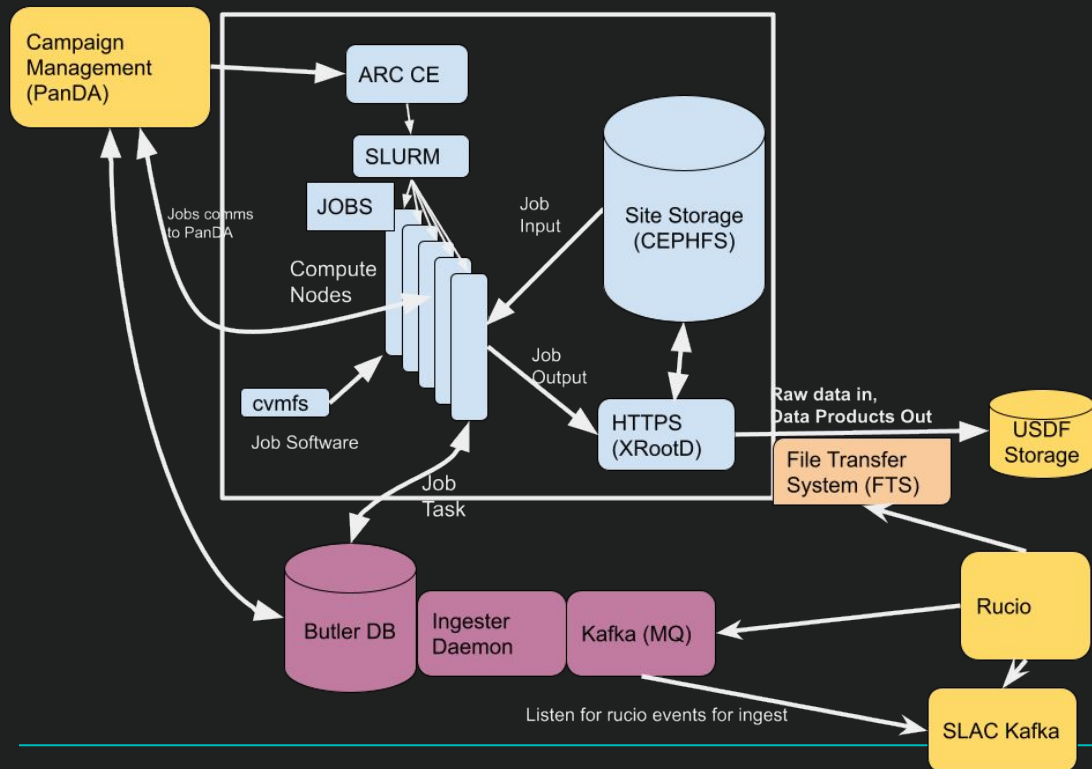 Campaign
Management
(PanDA)
ARC CE
SLURM
JOBS
Jobs comms
to PanDA
Compute
Nodes
Job
Input
Site Storage
(CEPHFS)
cvmfs
Job Software
Job
Output
HTTPS
(XRootD)
Raw data in,
Data Products Out
USDF
Storage
File Transfer
System (FTS)
Job
Task
Butler DB
Ingester
Daemon
Kafka (MQ)
Rucio
Listen for rucio events for ingest
SLAC Kafka